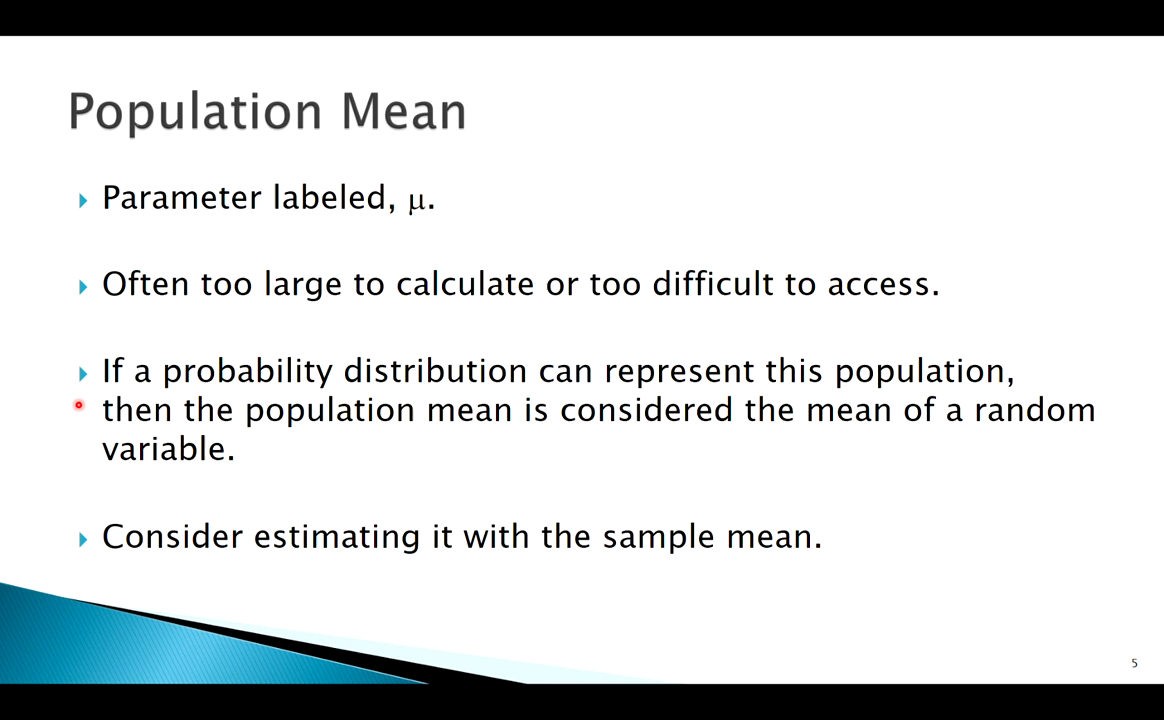 Population Mean
Parameter labeled, μ.
Often too large to calculate or too difficult to access.
If a probability distribution can represent this population,
then the population mean is considered the mean of a random
variable.
Consider estimating it with the sample mean.
5